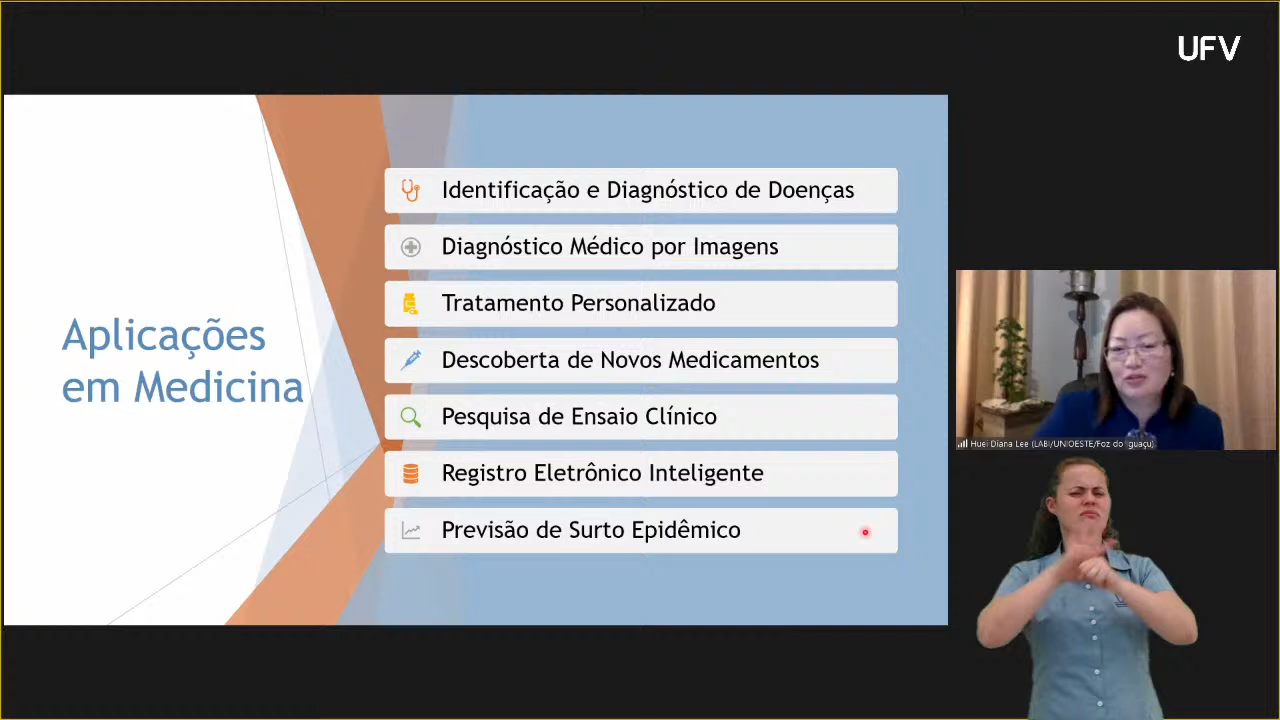 UFV
Aplicações
em Medicina
Identificação e Diagnóstico de Doenças
Diagnóstico Médico por Imagens
Tratamento Personalizado
Descoberta de Novos Medicamentos
Pesquisa de Ensaio Clínico
Registro Eletrônico Inteligente
Previsão de Surto Epidêmico
Huei Diana Lee (LABI/UNIOESTE/Foz do Iguaçu)